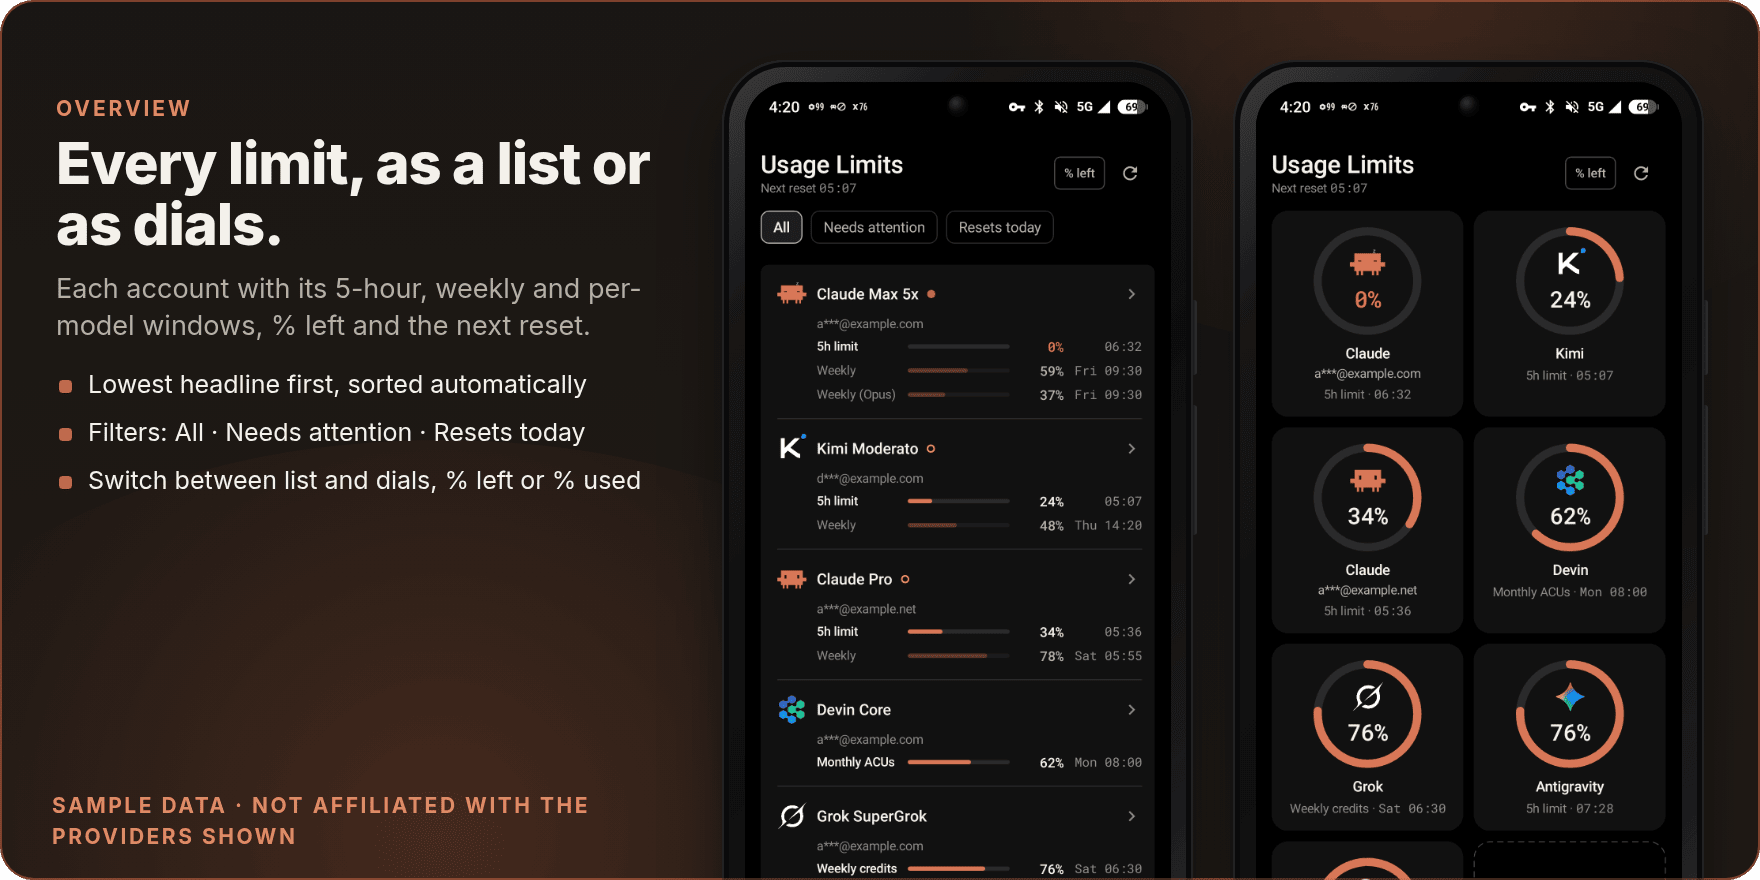 OVERVIEW
Every limit, as a list or
as dials.
Each account with its 5-hour, weekly and per-
model windows, % left and the next reset.
Lowest headline first, sorted automatically
Filters: All · Needs attention · Resets today
Switch between list and dials, % left or % used
SAMPLE DATA · NOT AFFILIATED WITH THE
PROVIDERS SHOWN
4:20 99 76 5G 69
Usage Limits % left
Next reset 05:07
All Needs attention Resets today
Claude Max 5x
a***@example.com
5h limit 0% 06:32
Weekly 59% Fri 09:30
Weekly (Opus) 37% Fri 09:30
Kimi Moderato
d***@example.com
5h limit 24% 05:07
Weekly 48% Thu 14:20
Claude Pro
a***@example.net
5h limit 34% 05:36
Weekly 78% Sat 05:55
Devin Core
a***@example.com
Monthly ACUs 62% Mon 08:00
Grok SuperGrok
a***@example.com
Weekly credits 76% Sat 06:30
4:20 99 76 5G 69
Usage Limits % left
Next reset 05:07
0%
Claude
a***@example.com
5h limit · 06:32
24%
Kimi
5h limit · 05:07
34%
Claude
a***@example.net
5h limit · 05:36
62%
Devin
Monthly ACUs · Mon 08:00
76%
Grok
Weekly credits · Sat 06:30
76%
Antigravity
5h limit · 07:28